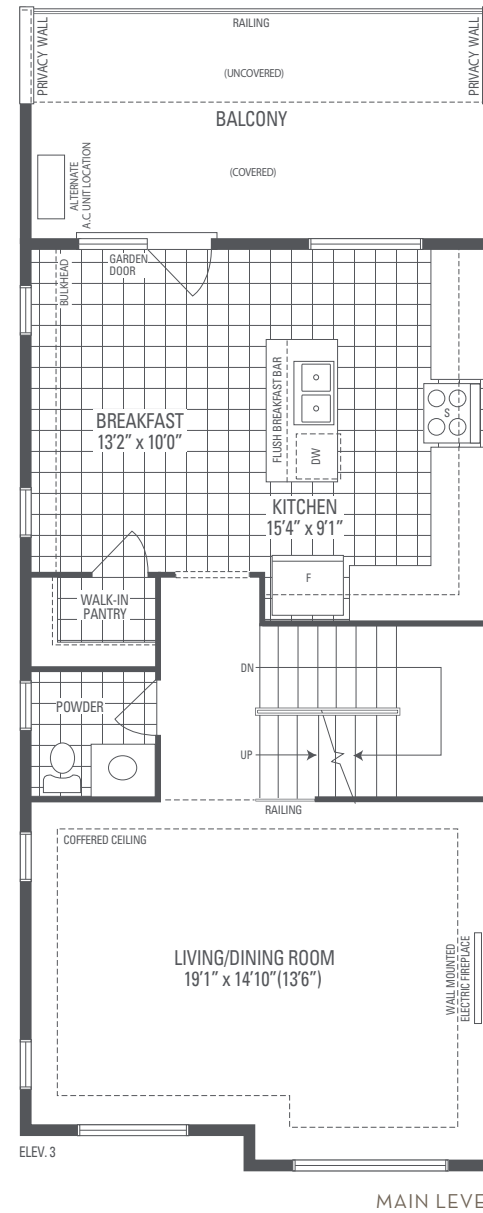 RAILING
PRIVACY WALL
PRIVACY WALL
(UNCOVERED)
BALCONY
(COVERED)
ALTERNATE
A.C. UNIT LOCATION
GARDEN
DOOR
BULKHEAD
FLUSH BREAKFAST BAR
S
BREAKFAST
13'2" x 10'0"
DW
KITCHEN
15'4" x 9'1"
F
WALK-IN
PANTRY
DN
POWDER
UP
RAILING
COFFERED CEILING
LIVING/DINING ROOM
19'1" x 14'10"(13'6")
WALL MOUNTED
ELECTRIC FIREPLACE
ELEV. 3
MAIN LEVE